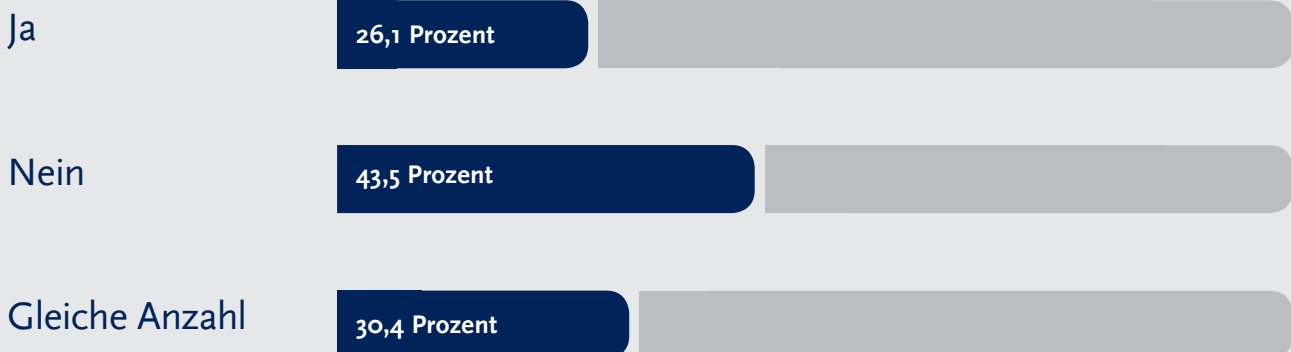 Ja
26,1 Prozent
Nein
43,5 Prozent
Gleiche Anzahl
30,4 Prozent